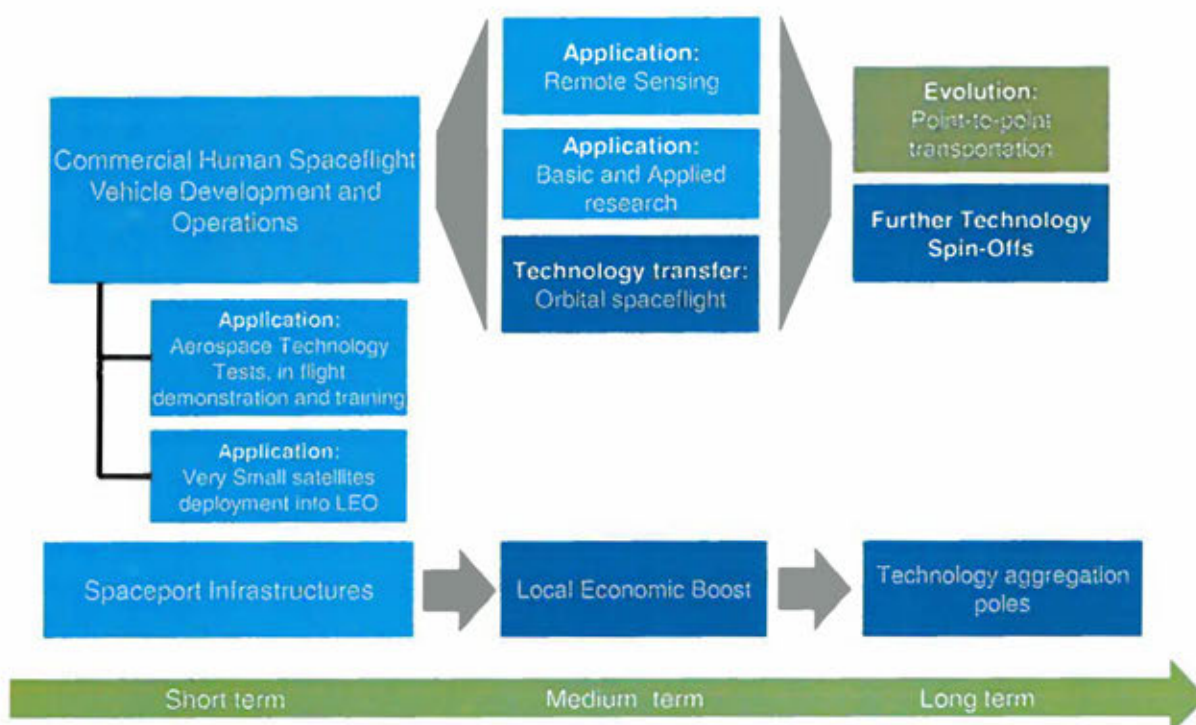 Commercial Human Spaceflight
Vehicle Development and
Operations
Application:
Aerospace Technology
Tests, in flight
demonstration and training
Application:
Very Small satellites
deployment into LEO
Application:
Remote Sensing
Application:
Basic and Applied
research
Technology transfer:
Orbital spaceflight
Evolution:
Point-to-point
transportation
Further Technology
Spin-Offs
Spaceport Infrastructures
Local Economic Boost
Technology aggregation
poles
Short term
Medium term
Long term